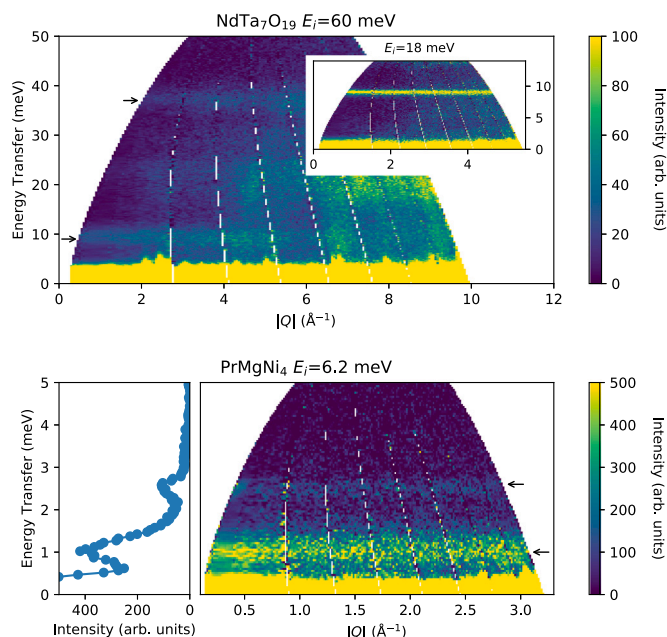 NdTa₇O₁₉ Eᵢ=60 meV
50
40
30
20
10
0
Energy Transfer (meV)
Eᵢ=18 meV
10
5
0
0 2 4
0 2 4 6 8 10 12
|Q| (Å⁻¹)
100
80
60
40
20
0
Intensity (arb. units)
PrMgNi₄ Eᵢ=6.2 meV
5
4
3
2
1
0
Energy Transfer (meV)
400 200 0
Intensity (arb. units)
0.5 1.0 1.5 2.0 2.5 3.0
|Q| (Å⁻¹)
500
400
300
200
100
0
Intensity (arb. units)